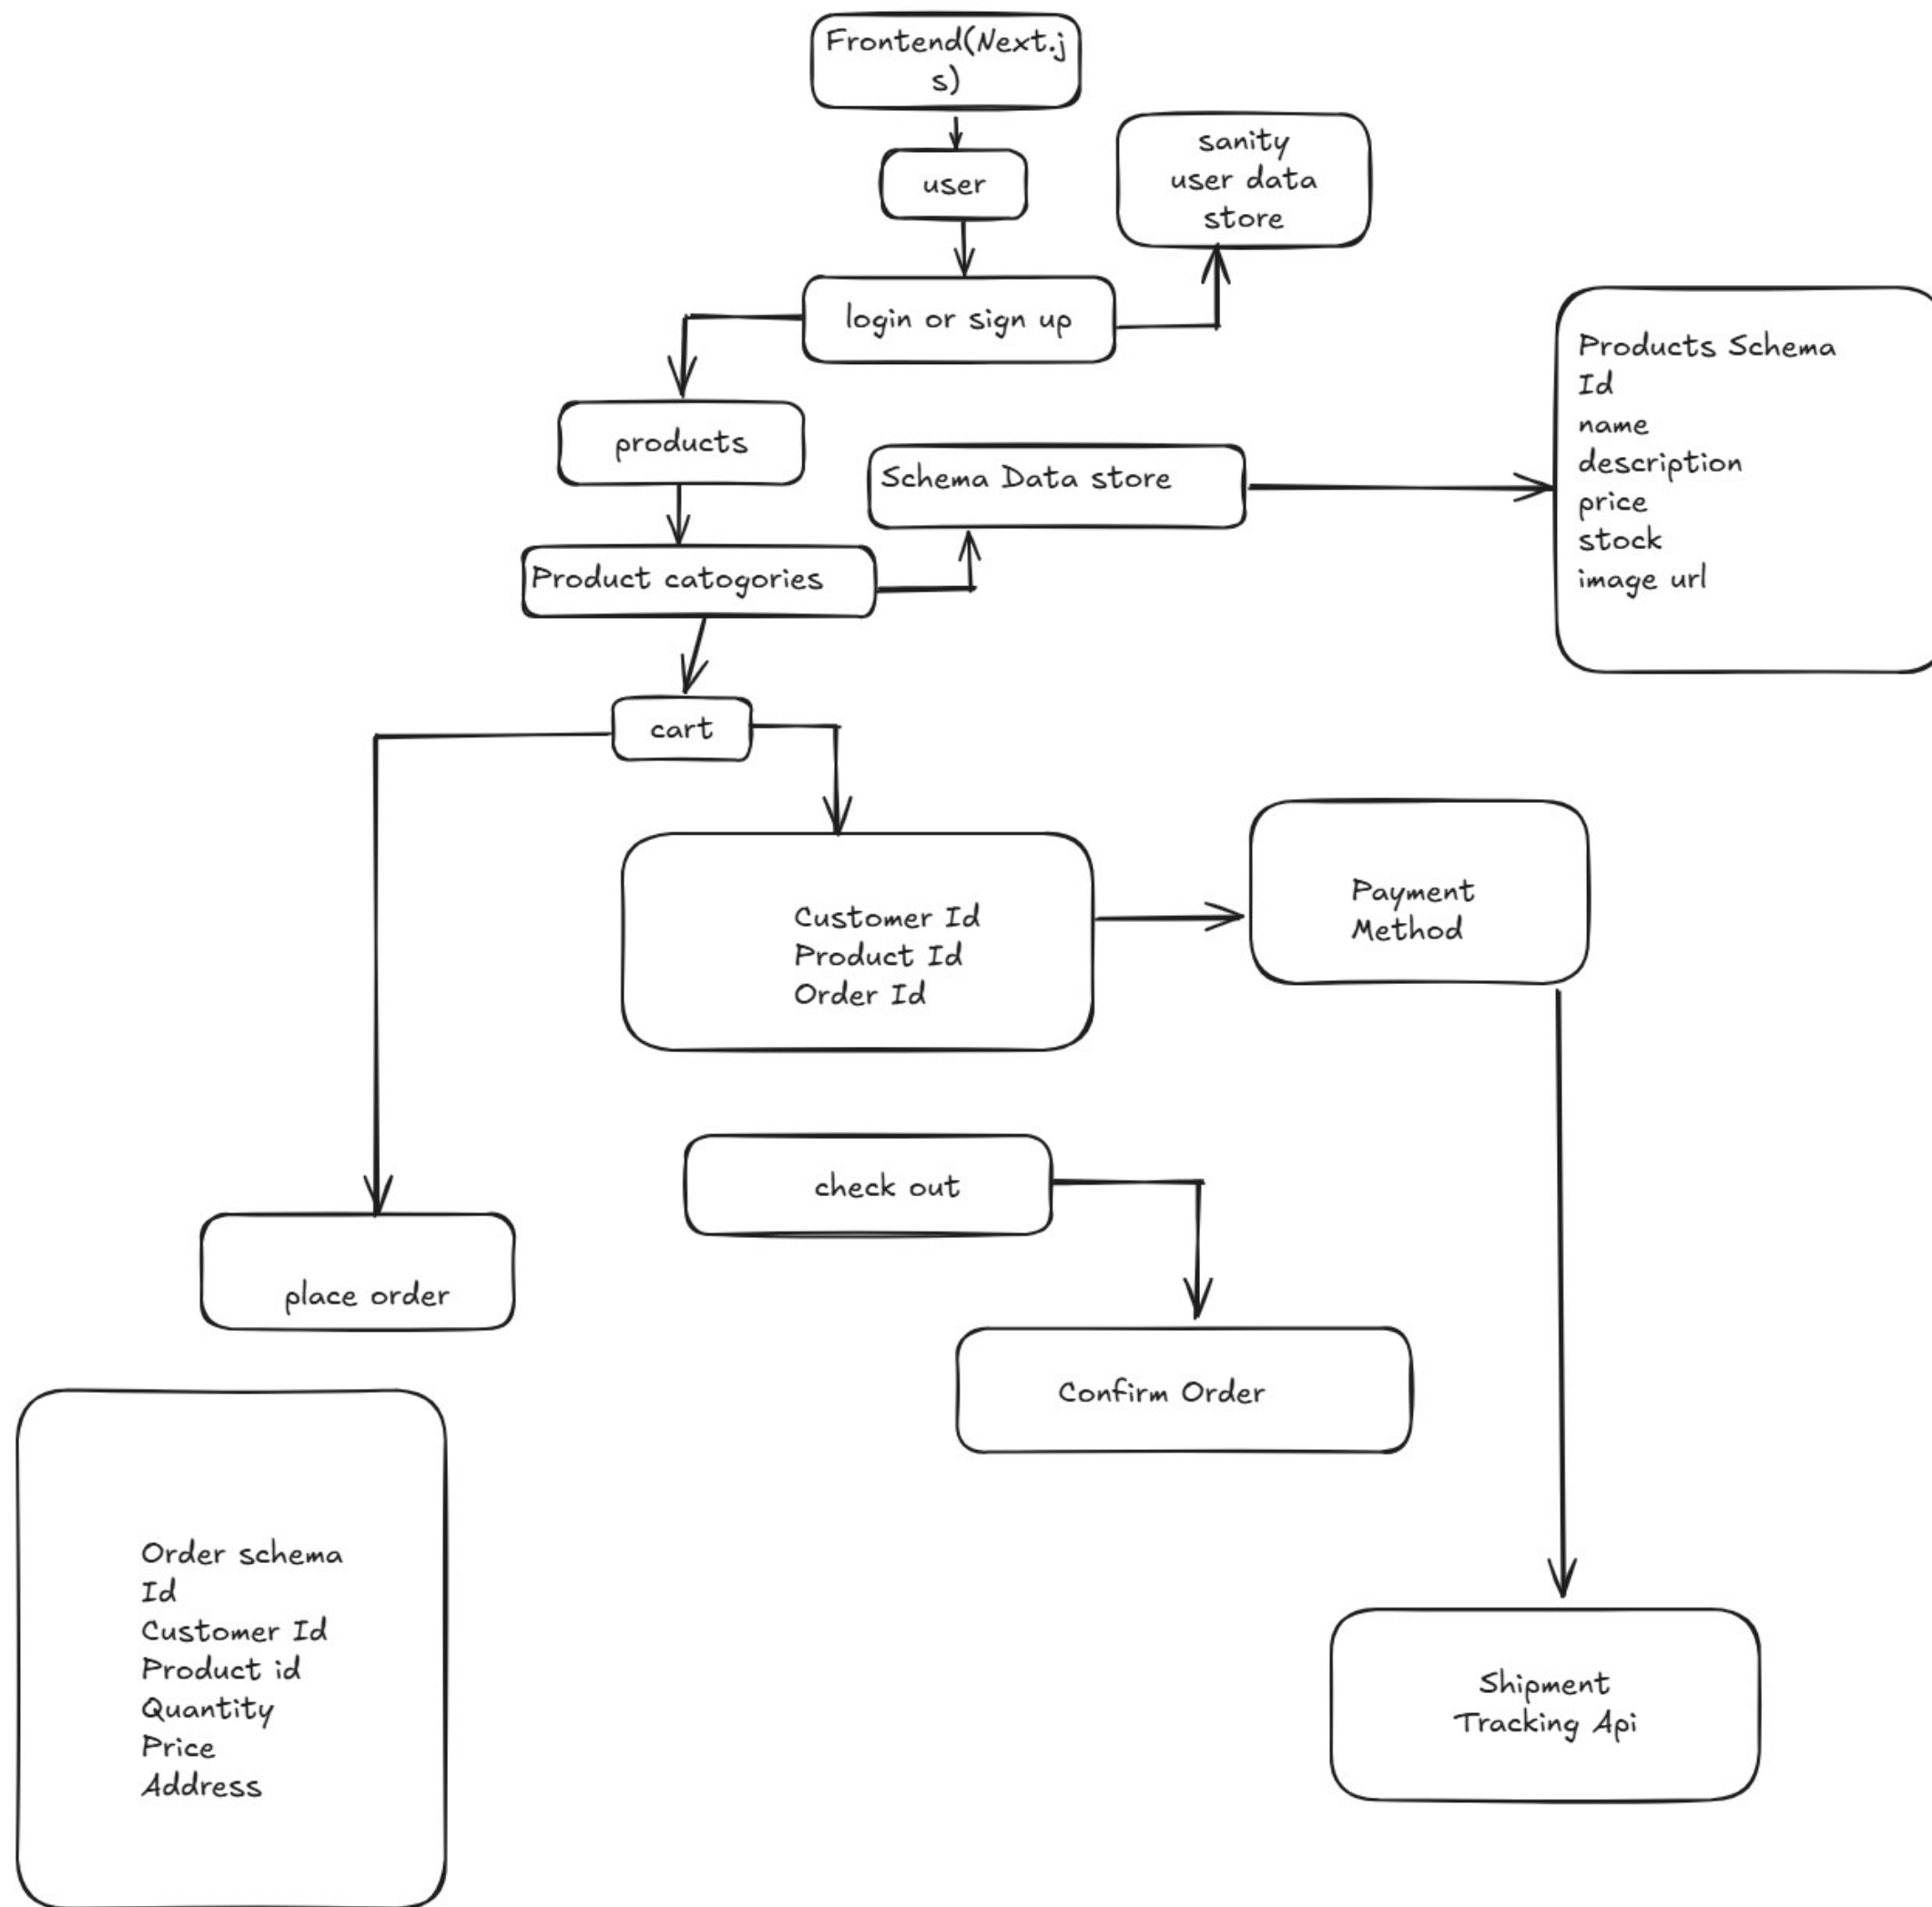 Frontend(Next.j
s)
user
sanity
user data
store
login or sign up
Products Schema
Id
name
description
price
stock
image url
products
Schema Data store
Product catogories
cart
Customer Id
Product Id
Order Id
Payment
Method
check out
place order
Confirm Order
Order schema
Id
Customer Id
Product id
Quantity
Price
Address
Shipment
Tracking Api